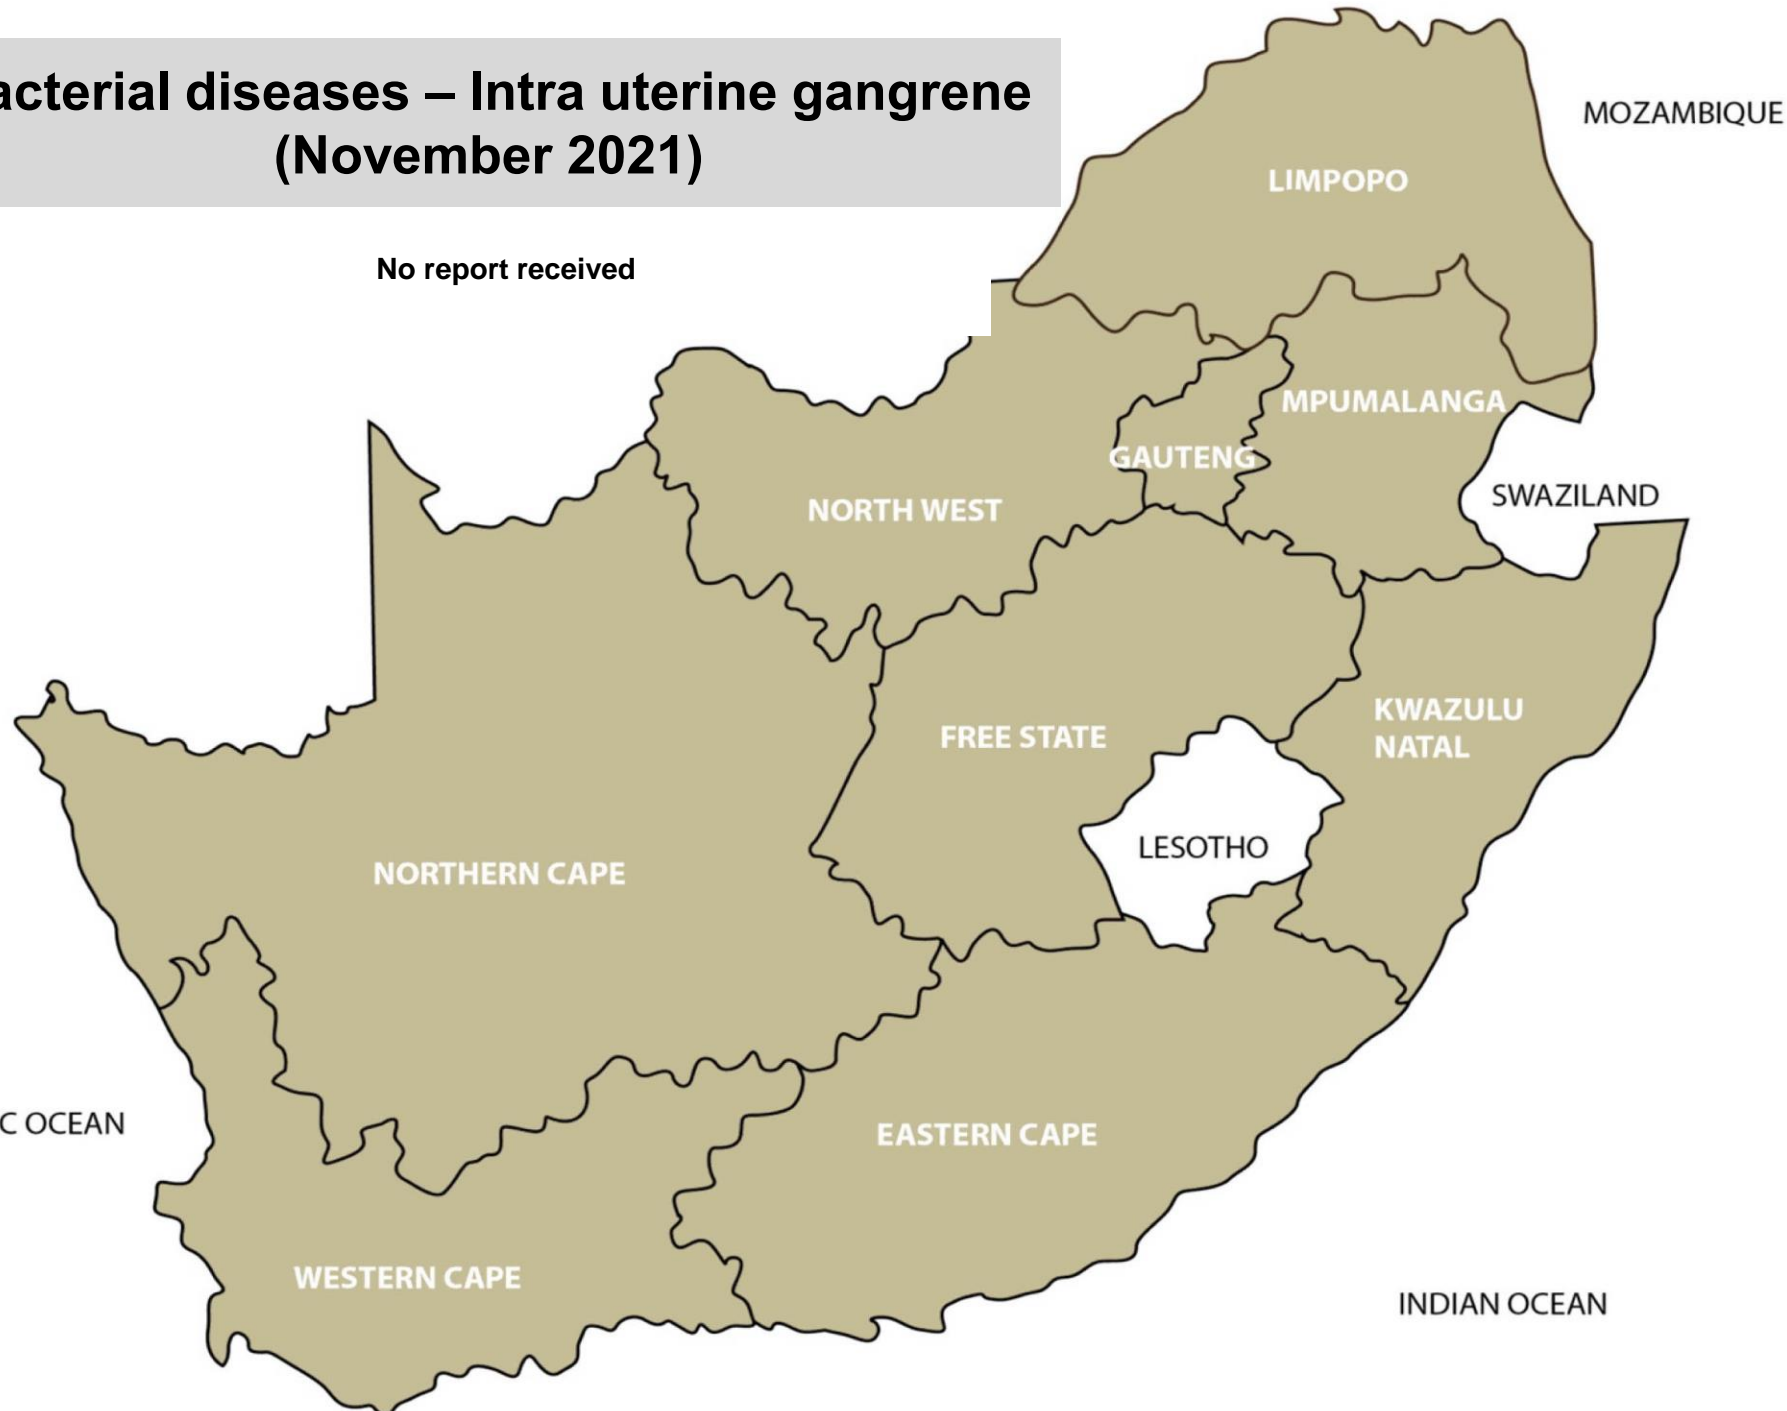 acterial diseases – Intra uterine gangrene
(November 2021)
No report received
MOZAMBIQUE
LIMPOPO
MPUMALANGA
GAUTENG
SWAZILAND
NORTH WEST
KWAZULU
NATAL
FREE STATE
LESOTHO
NORTHERN CAPE
C OCEAN
EASTERN CAPE
WESTERN CAPE
INDIAN OCEAN